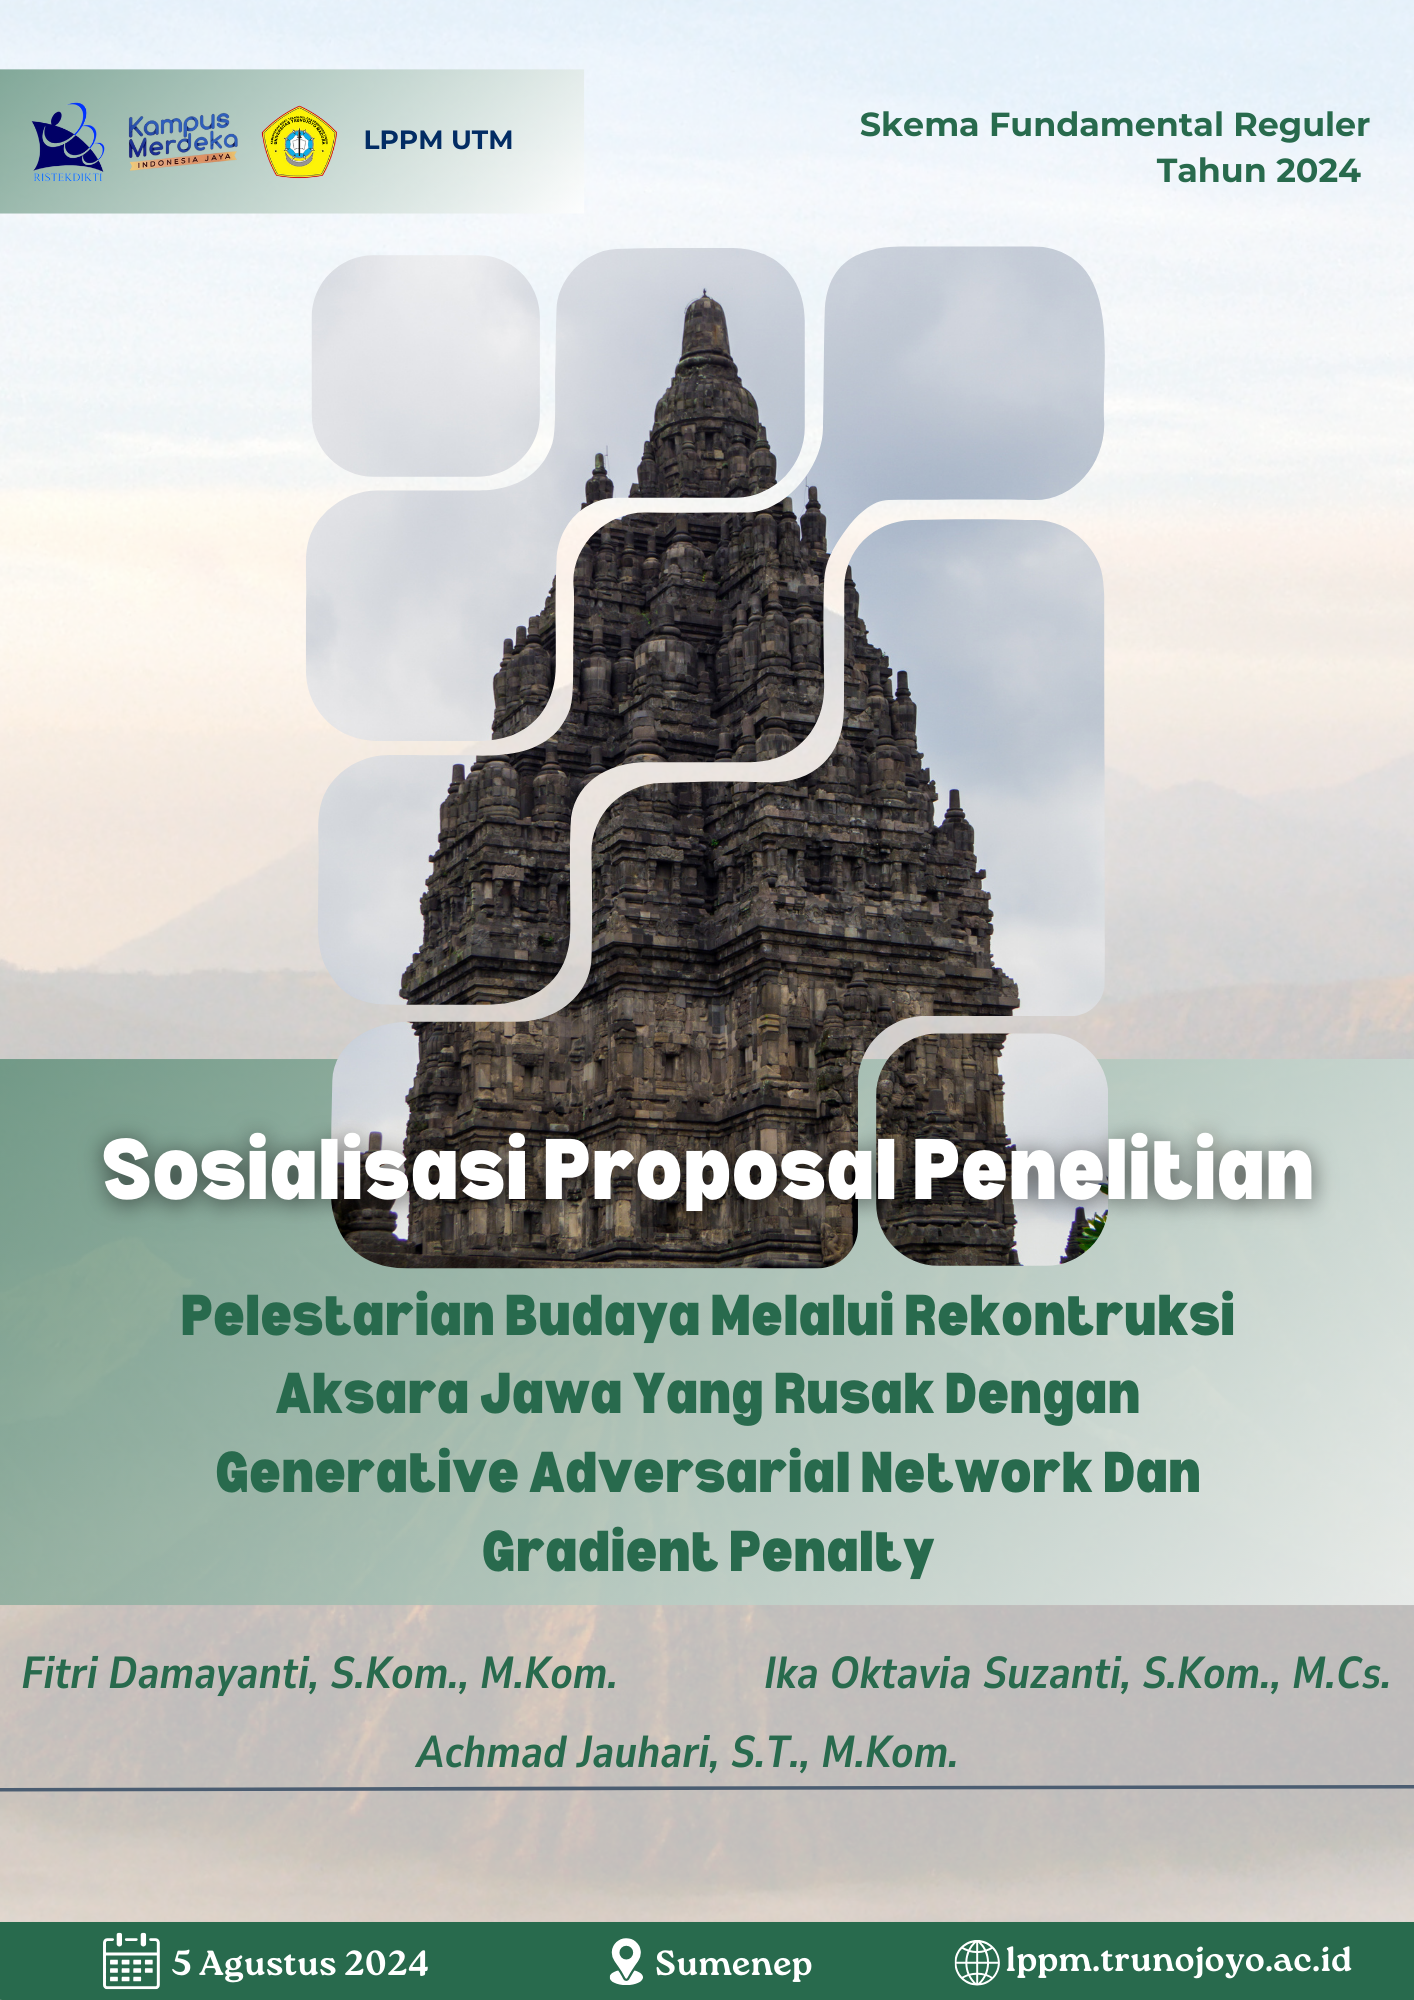 RISTEKDIKTI
Kampus
Merdeka
INDONESIA JAYA
LPPM UTM
Skema Fundamental Reguler
Tahun 2024
Sosialisasi Proposal Penelitian
Pelestarian Budaya Melalui Rekontruksi
Aksara Jawa Yang Rusak Dengan
Generative Adversarial Network Dan
Gradient Penalty
Fitri Damayanti, S.Kom., M.Kom.
Ika Oktavia Suzanti, S.Kom., M.Cs.
Achmad Jauhari, S.T., M.Kom.
5 Agustus 2024
Sumenep
lppm.trunojoyo.ac.id